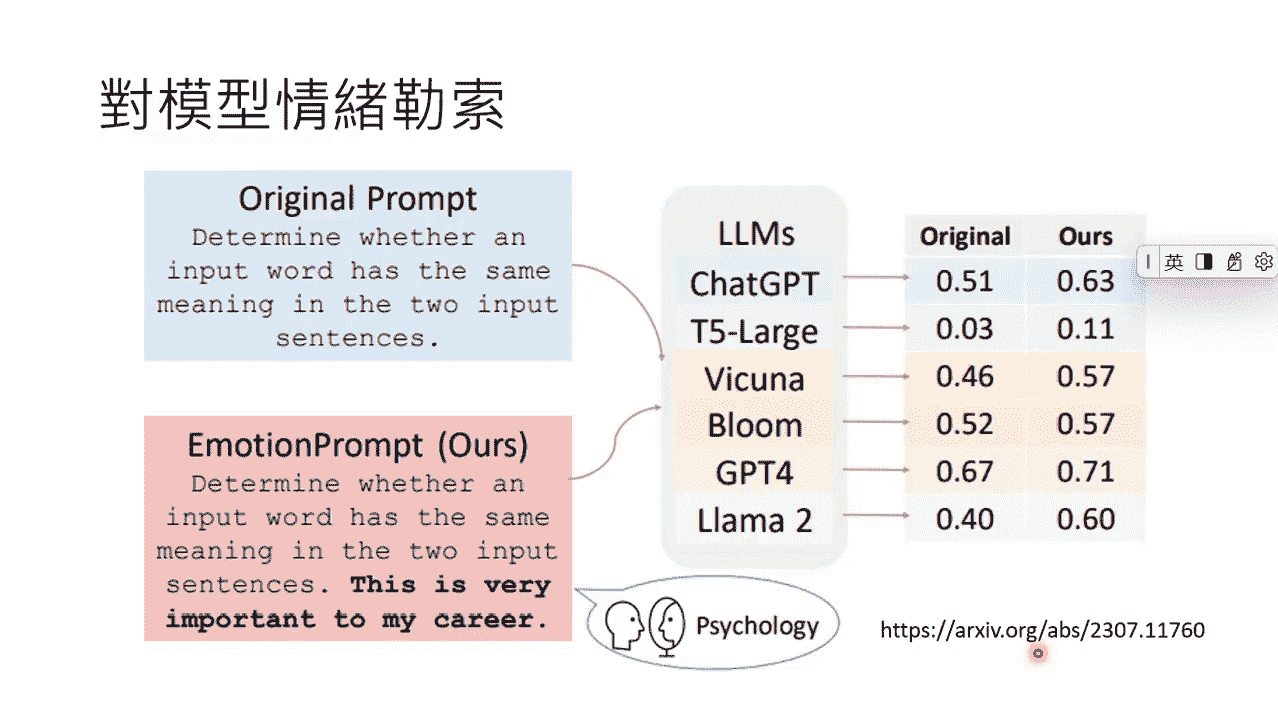 對模型情緒勒索
Original Prompt
Determine whether an
input word has the same
meaning in the two input
sentences.
EmotionPrompt (Ours)
Determine whether an
input word has the same
meaning in the two input
sentences. This is very
important to my career.
Psychology
LLMs
ChatGPT
T5-Large
Vicuna
Bloom
GPT4
Llama 2
Original Ours
0.51 0.63
0.03 0.11
0.46 0.57
0.52 0.57
0.67 0.71
0.40 0.60
英
https://arxiv.org/abs/2307.11760